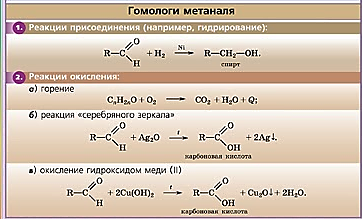 Гомологи метаналя
1. Реакции присоединения (например, гидрирование):
R—C(=O)H + H₂ —Ni→ R—CH₂—OH.
спирт
2. Реакции окисления:
а) горение
CₙH₂ₙO + O₂ → CO₂ + H₂O + Q;
б) реакция «серебряного зеркала»
R—C(=O)H + Ag₂O —t→ R—C(=O)OH + 2Ag↓.
карбоновая кислота
в) окисление гидроксидом меди (II)
R—C(=O)H + 2Cu(OH)₂ —t→ R—C(=O)OH + Cu₂O↓ + 2H₂O.
карбоновая кислота